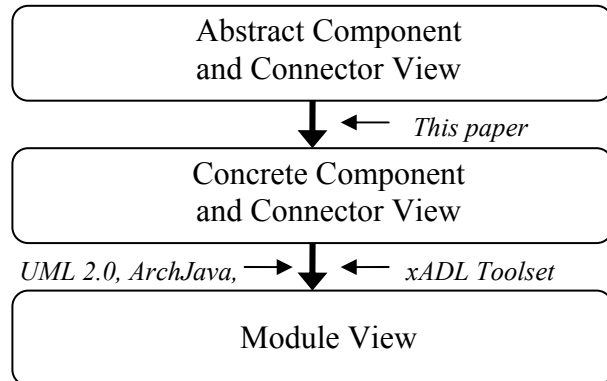 Abstract Component
and Connector View
This paper
Concrete Component
and Connector View
UML 2.0, ArchJava,
xADL Toolset
Module View